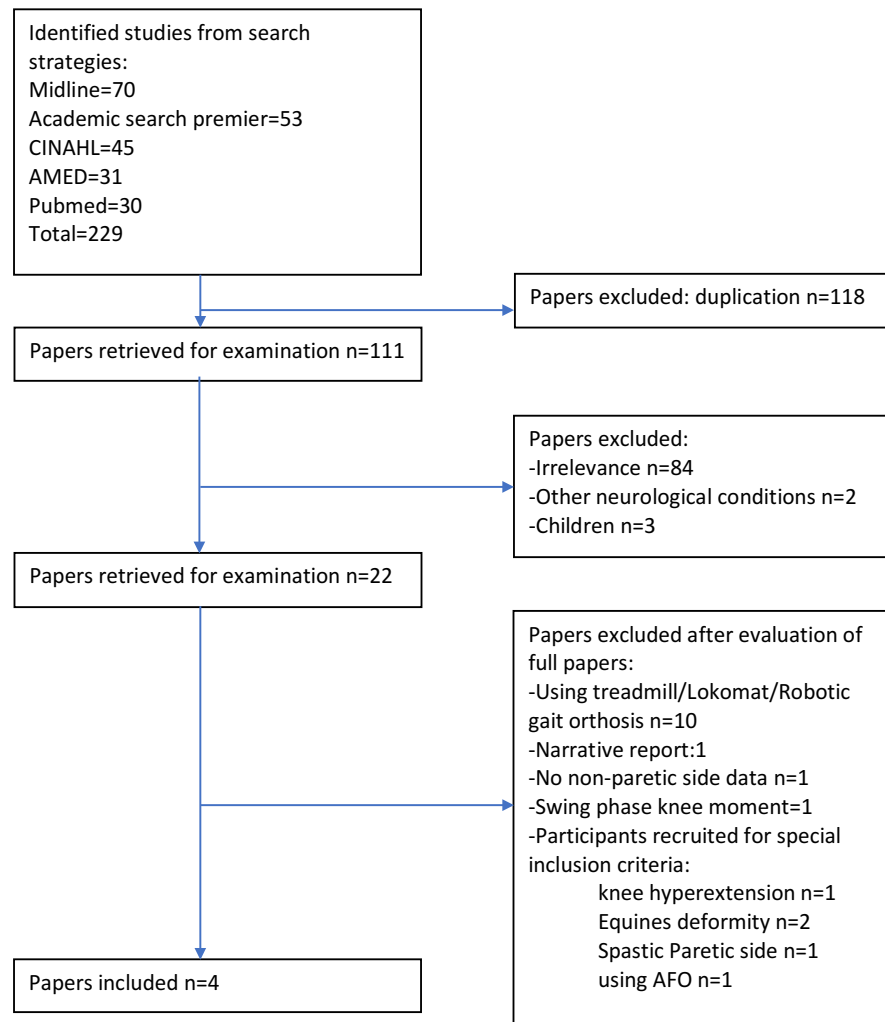 Identified studies from search
strategies:
Midline=70
Academic search premier=53
CINAHL=45
AMED=31
Pubmed=30
Total=229
Papers excluded: duplication n=118
Papers retrieved for examination n=111
Papers excluded:
-Irrelevance n=84
-Other neurological conditions n=2
-Children n=3
Papers retrieved for examination n=22
Papers excluded after evaluation of
full papers:
-Using treadmill/Lokomat/Robotic
gait orthosis n=10
-Narrative report:1
-No non-paretic side data n=1
-Swing phase knee moment=1
-Participants recruited for special
inclusion criteria:
knee hyperextension n=1
Equines deformity n=2
Spastic Paretic side n=1
using AFO n=1
Papers included n=4